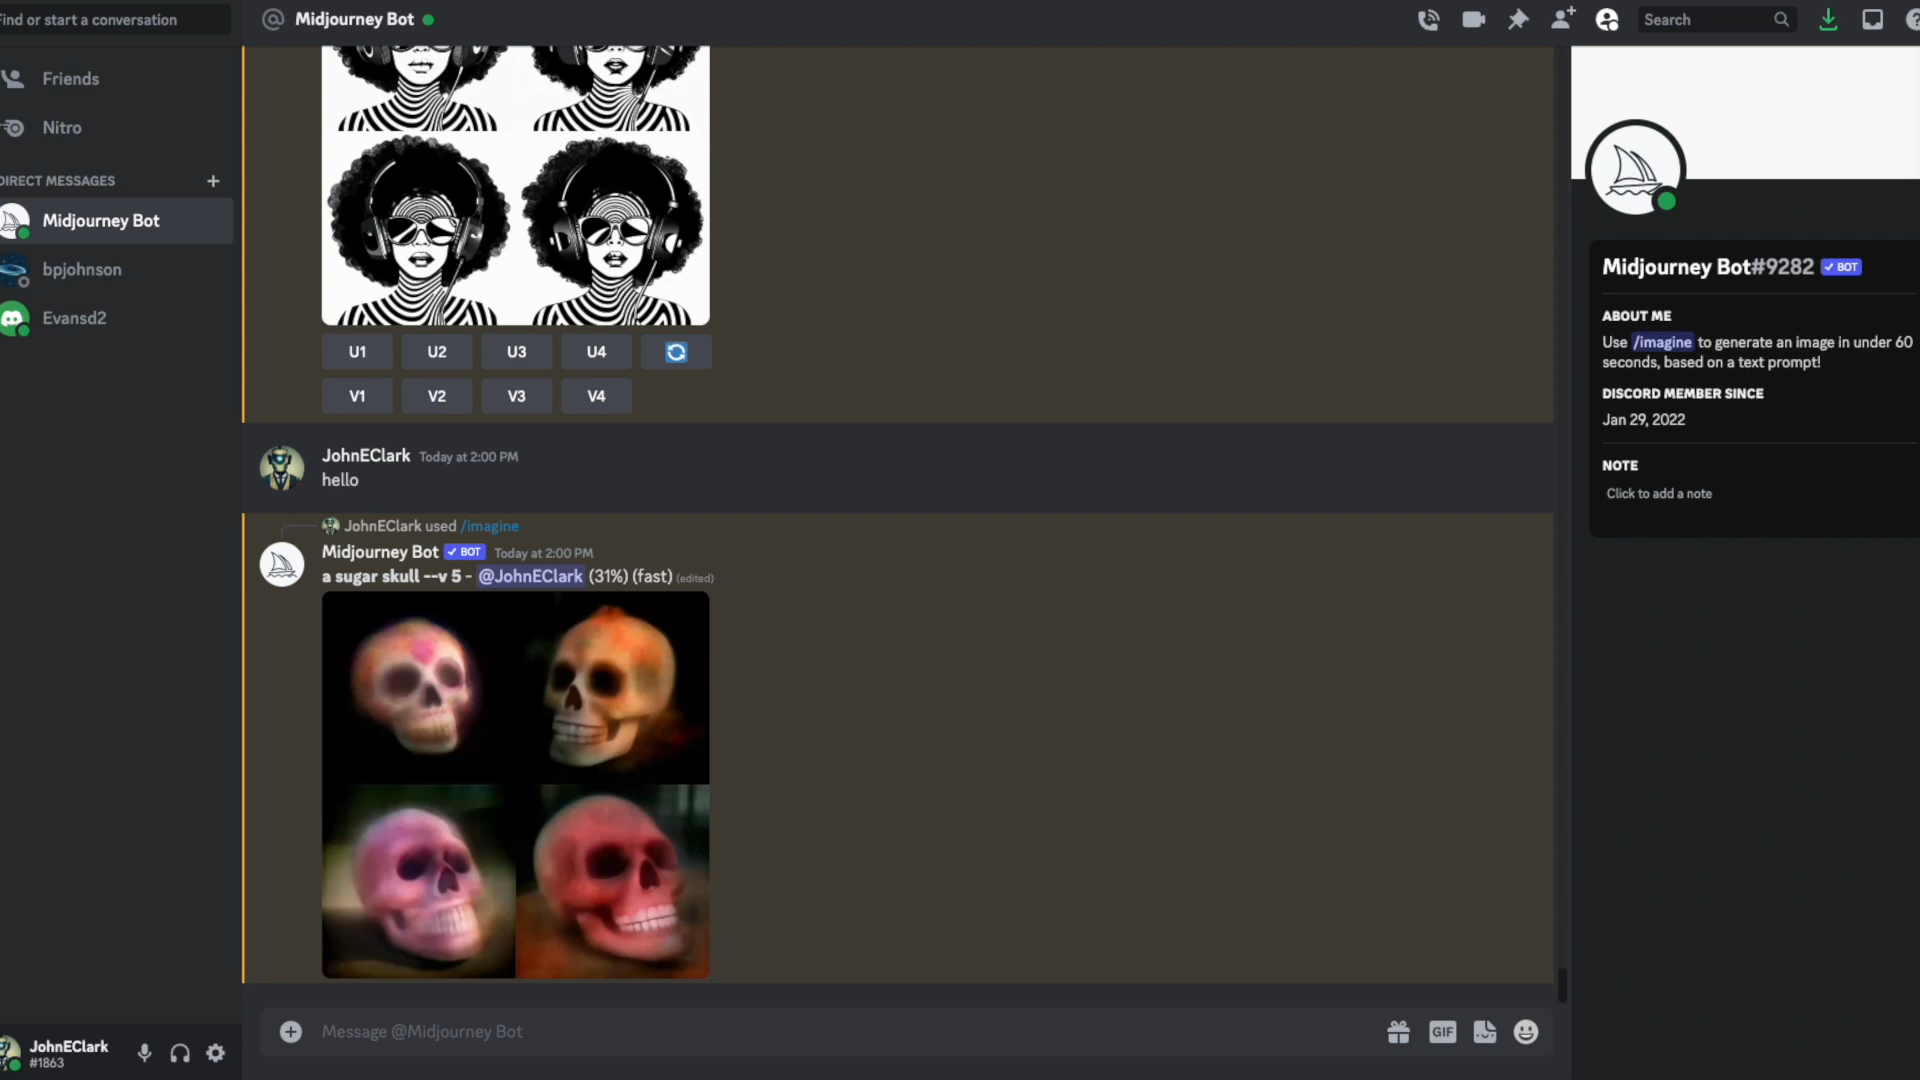 Find or start a conversation
Midjourney Bot
Search
Friends
Nitro
DIRECT MESSAGES
Midjourney Bot
bpjohnson
Evansd2
U1 U2 U3 U4
V1 V2 V3 V4
JohnEClark Today at 2:00 PM
hello
JohnEClark used /imagine
Midjourney Bot BOT Today at 2:00 PM
a sugar skull --v 5 - @JohnEClark (31%) (fast) (edited)
Message @Midjourney Bot
GIF
JohnEClark
#1863
Midjourney Bot#9282 BOT
ABOUT ME
Use /imagine to generate an image in under 60
seconds, based on a text prompt!
DISCORD MEMBER SINCE
Jan 29, 2022
NOTE
Click to add a note